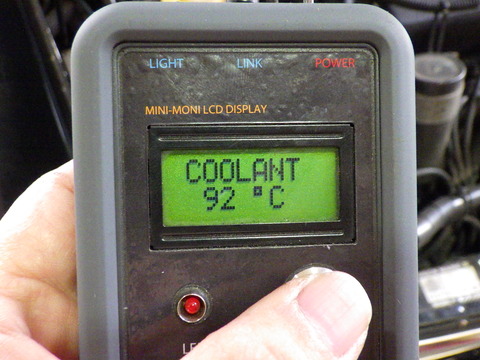 LIGHT LINK POWER
MINI-MONI LCD DISPLAY
COOLANT
92 °C